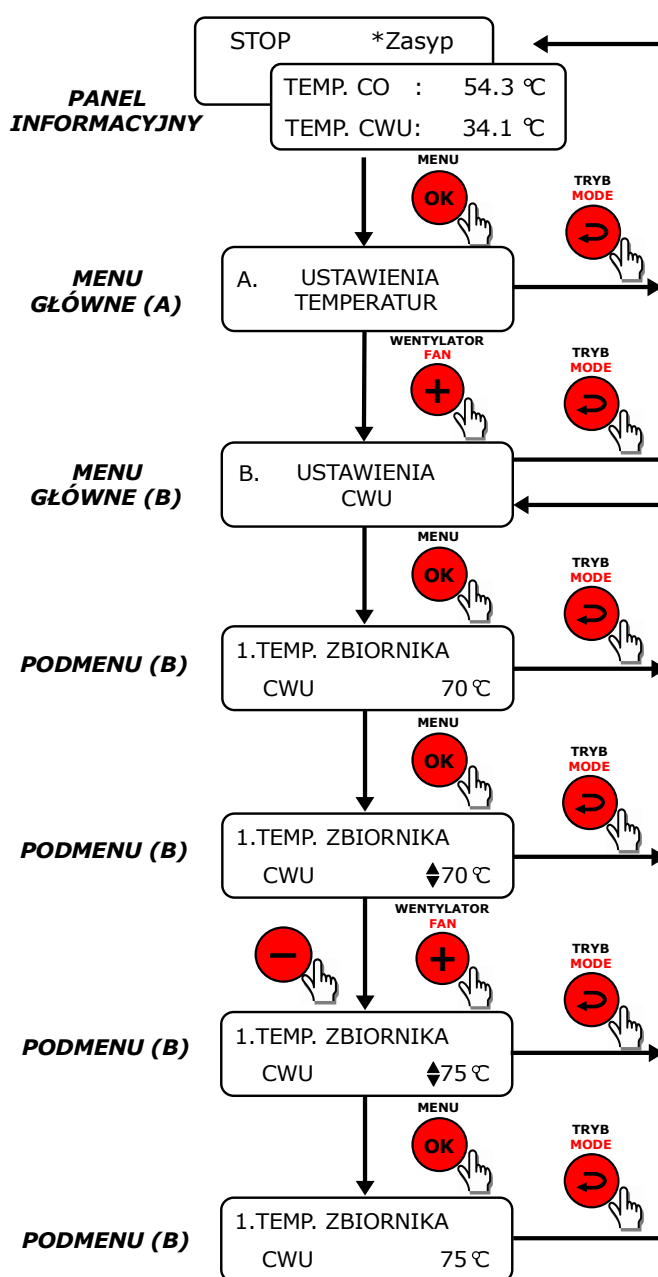 STOP *Zasyp
PANEL
INFORMACYJNY
TEMP. CO : 54.3 ℃
TEMP. CWU: 34.1 ℃
MENU
OK
TRYB
MODE
MENU
GŁÓWNE (A)
A. USTAWIENIA
TEMPERATUR
WENTYLATOR
FAN
+
TRYB
MODE
MENU
GŁÓWNE (B)
B. USTAWIENIA
CWU
MENU
OK
TRYB
MODE
PODMENU (B)
1.TEMP. ZBIORNIKA
CWU 70 ℃
MENU
OK
TRYB
MODE
PODMENU (B)
1.TEMP. ZBIORNIKA
CWU 70 ℃
−
WENTYLATOR
FAN
+
TRYB
MODE
PODMENU (B)
1.TEMP. ZBIORNIKA
CWU 75 ℃
MENU
OK
TRYB
MODE
PODMENU (B)
1.TEMP. ZBIORNIKA
CWU 75 ℃